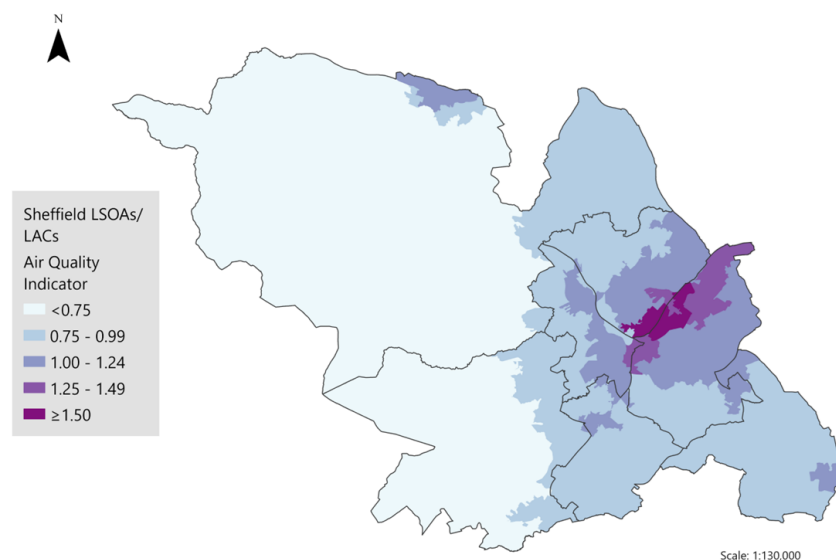 N
Sheffield LSOAs/
LACs
Air Quality
Indicator
<0.75
0.75 - 0.99
1.00 - 1.24
1.25 - 1.49
≥1.50
Scale: 1:130,000